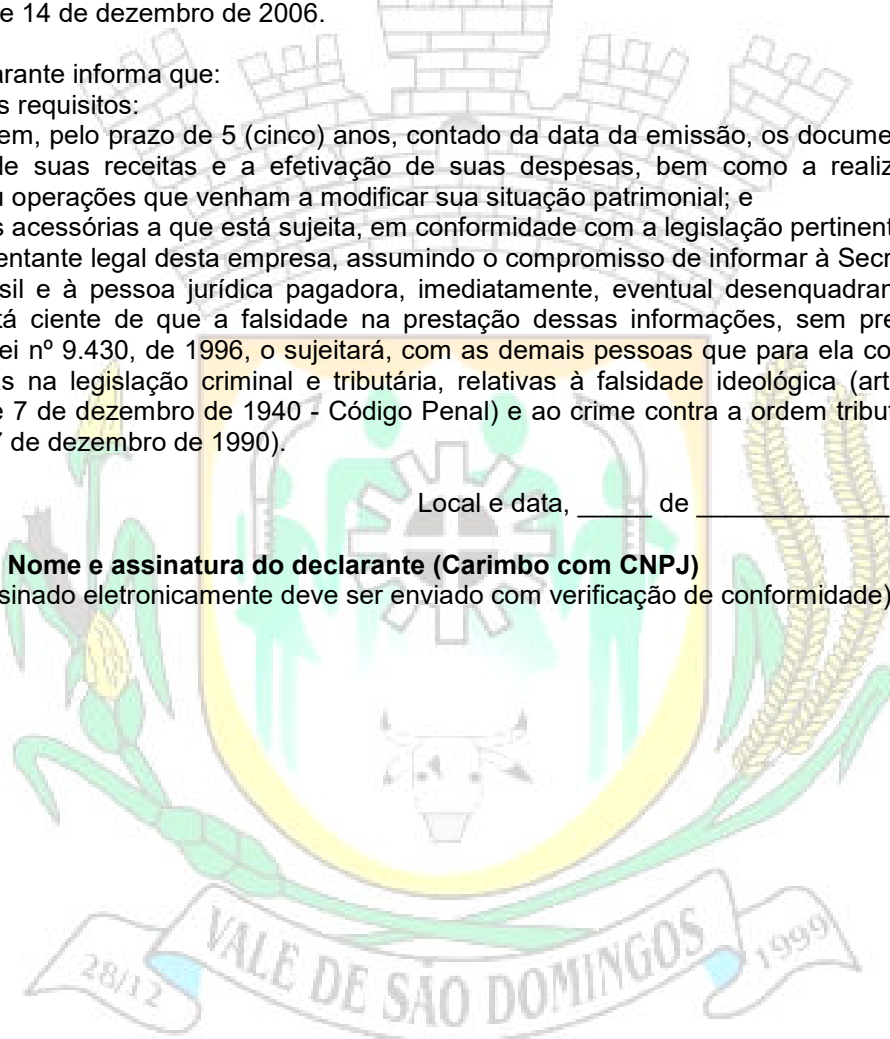 e 14 de dezembro de 2006.
arante informa que:
s requisitos:
em, pelo prazo de 5 (cinco) anos, contado da data da emissão, os docume
de suas receitas e a efetivação de suas despesas, bem como a realiz
u operações que venham a modificar sua situação patrimonial; e
s acessórias a que está sujeita, em conformidade com a legislação pertinent
entante legal desta empresa, assumindo o compromisso de informar à Secr
sil e à pessoa jurídica pagadora, imediatamente, eventual desenquadran
tá ciente de que a falsidade na prestação dessas informações, sem pre
ei nº 9.430, de 1996, o sujeitará, com as demais pessoas que para ela co
as na legislação criminal e tributária, relativas à falsidade ideológica (art
e 7 de dezembro de 1940 - Código Penal) e ao crime contra a ordem tribut
7 de dezembro de 1990).
Local e data, _____ de _____________
Nome e assinatura do declarante (Carimbo com CNPJ)
sinado eletronicamente deve ser enviado com verificação de conformidade)
28/12 VALE DE SÃO DOMINGOS 1999